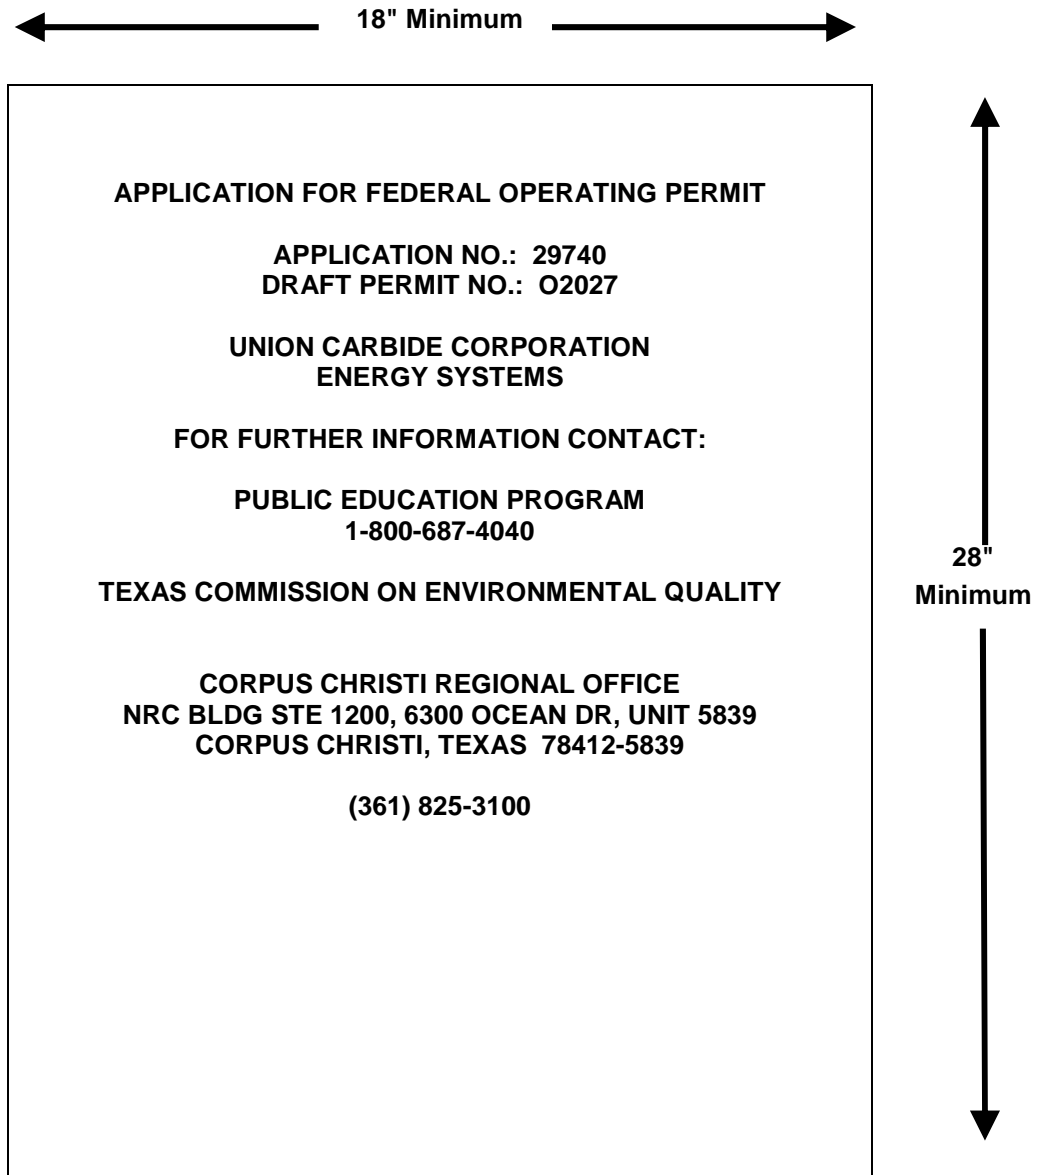 18" Minimum
APPLICATION FOR FEDERAL OPERATING PERMIT
APPLICATION NO.:  29740
DRAFT PERMIT NO.:  O2027
UNION CARBIDE CORPORATION
ENERGY SYSTEMS
FOR FURTHER INFORMATION CONTACT:
PUBLIC EDUCATION PROGRAM
1-800-687-4040
TEXAS COMMISSION ON ENVIRONMENTAL QUALITY
CORPUS CHRISTI REGIONAL OFFICE
NRC BLDG STE 1200, 6300 OCEAN DR, UNIT 5839
CORPUS CHRISTI, TEXAS  78412-5839
(361) 825-3100
28"
Minimum